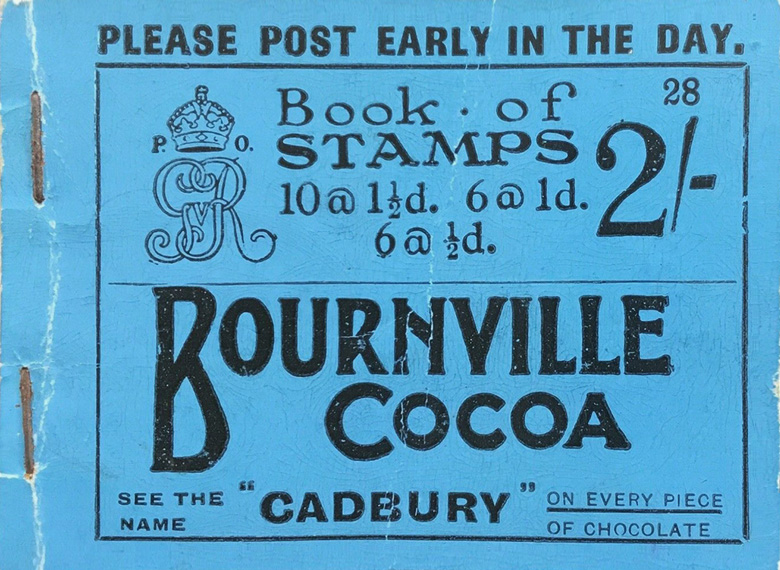 PLEASE POST EARLY IN THE DAY.
28
P. O.
GVR
Book · of
STAMPS
2/-
10 @ 1½d. 6 @ 1d.
6 @ ½d.
BOURNVILLE
COCOA
SEE THE NAME
"CADBURY"
ON EVERY PIECE
OF CHOCOLATE